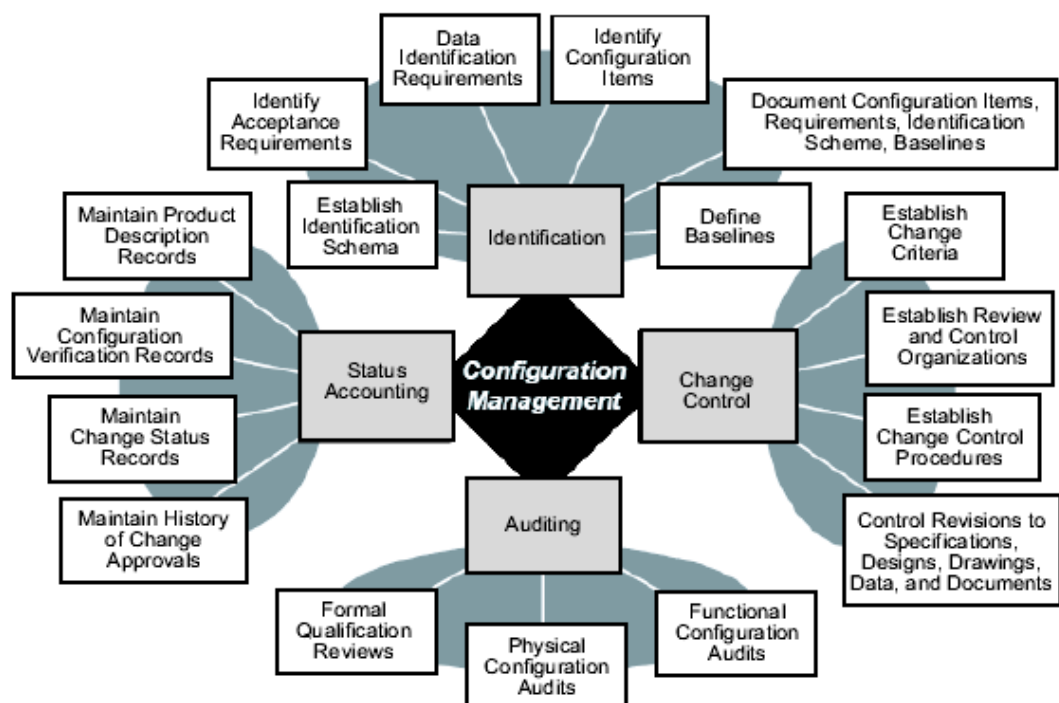 Data
Identification
Requirements
Identify
Configuration
Items
Identify
Acceptance
Requirements
Document Configuration Items,
Requirements, Identification
Scheme, Baselines
Establish
Identification
Schema
Identification
Define
Baselines
Maintain Product
Description
Records
Establish
Change
Criteria
Maintain
Configuration
Verification Records
Status
Accounting
Configuration
Management
Change
Control
Establish Review
and Control
Organizations
Maintain
Change Status
Records
Establish
Change Control
Procedures
Maintain History
of Change
Approvals
Auditing
Control Revisions to
Specifications,
Designs, Drawings,
Data, and Documents
Formal
Qualification
Reviews
Physical
Configuration
Audits
Functional
Configuration
Audits